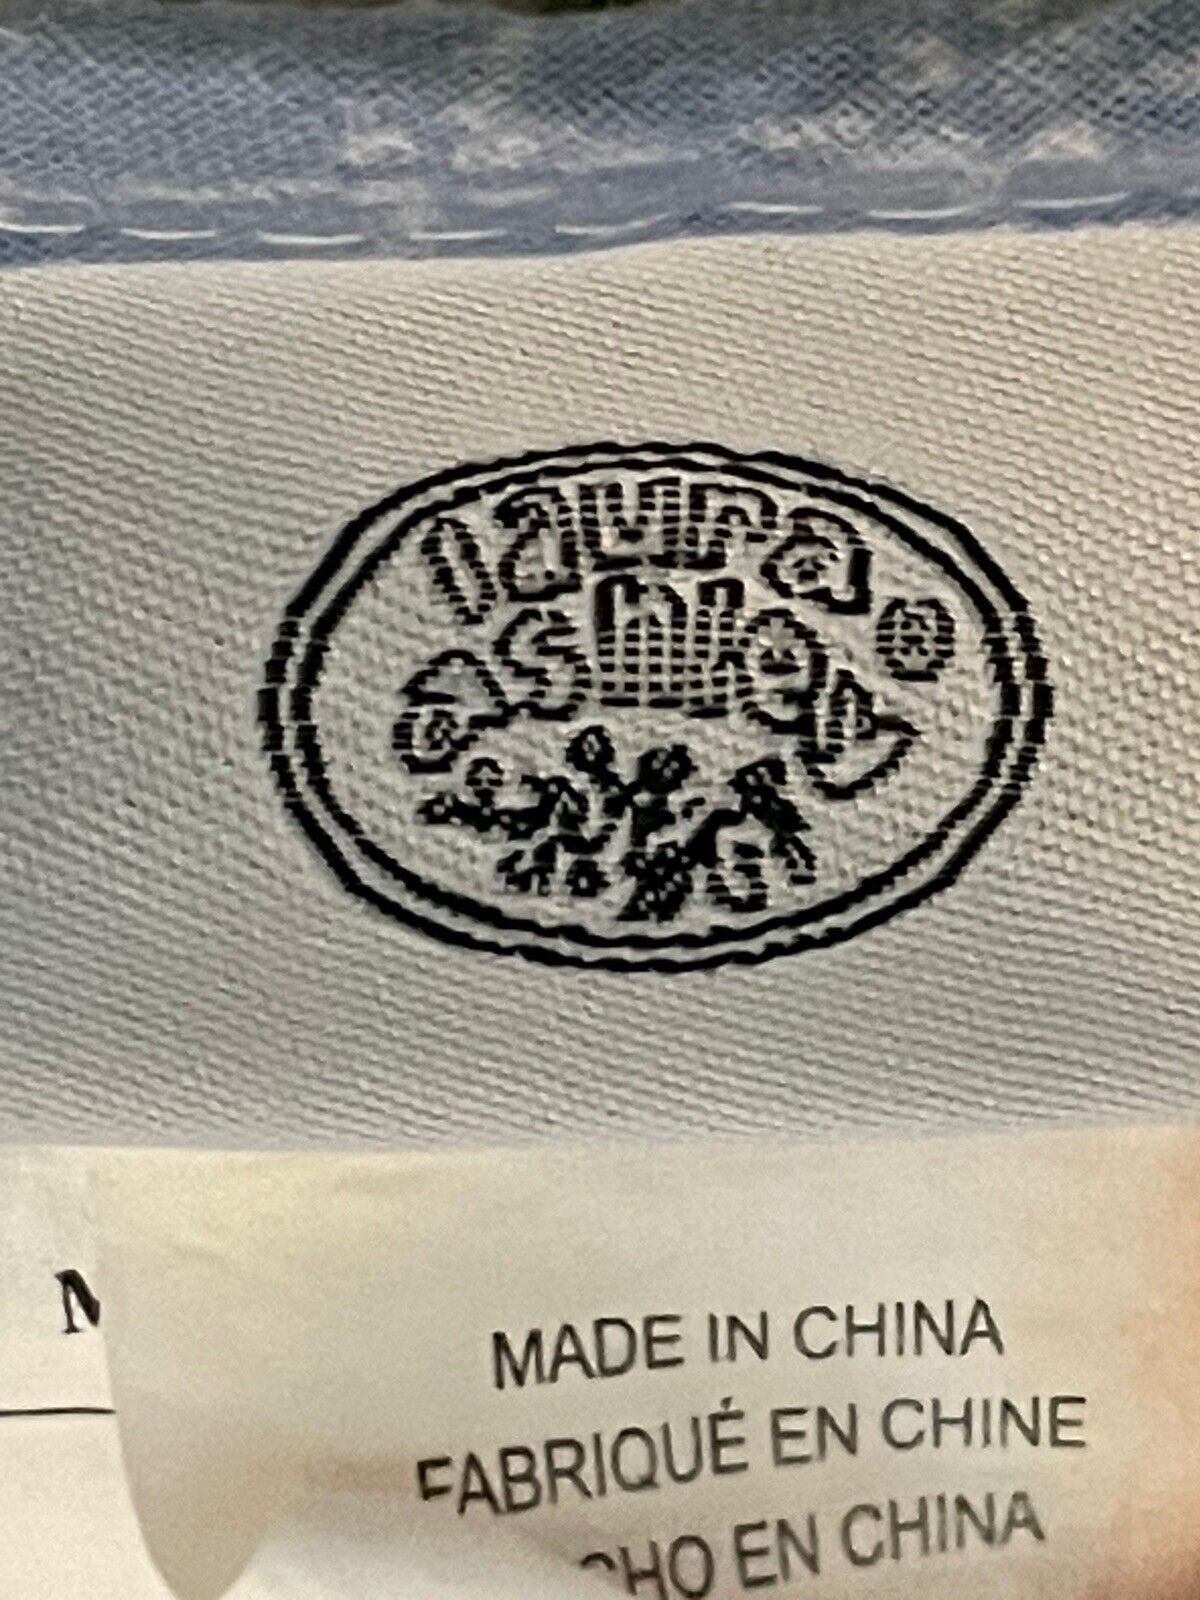 laura ®
ashley
M
MADE IN CHINA
FABRIQUÉ EN CHINE
CHO EN CHINA